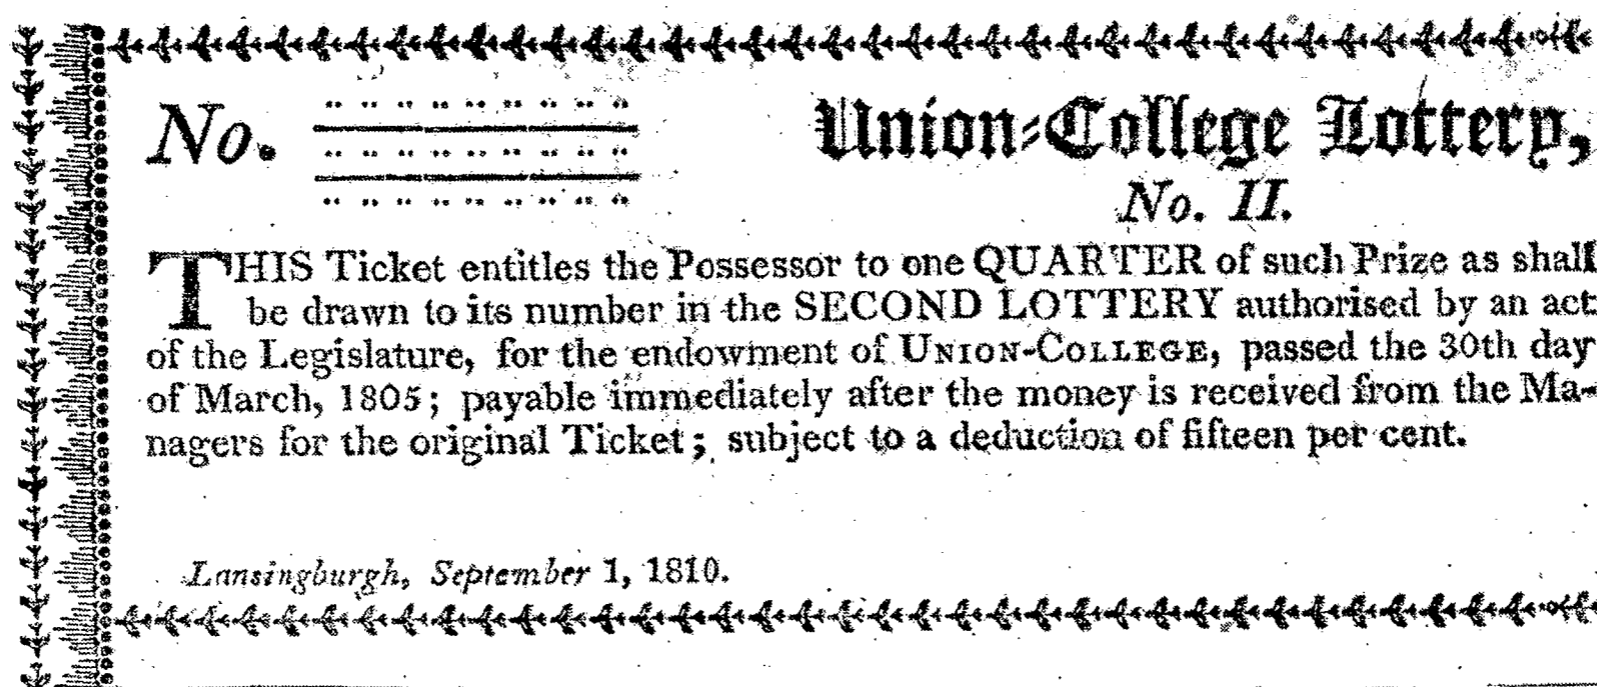 No.
Union-College Lottery,
No. II.
THIS Ticket entitles the Possessor to one QUARTER of such Prize as shall
be drawn to its number in the SECOND LOTTERY authorised by an act
of the Legislature, for the endowment of UNION-COLLEGE, passed the 30th day
of March, 1805; payable immediately after the money is received from the Ma-
nagers for the original Ticket; subject to a deduction of fifteen per cent.
Lansingburgh, September 1, 1810.